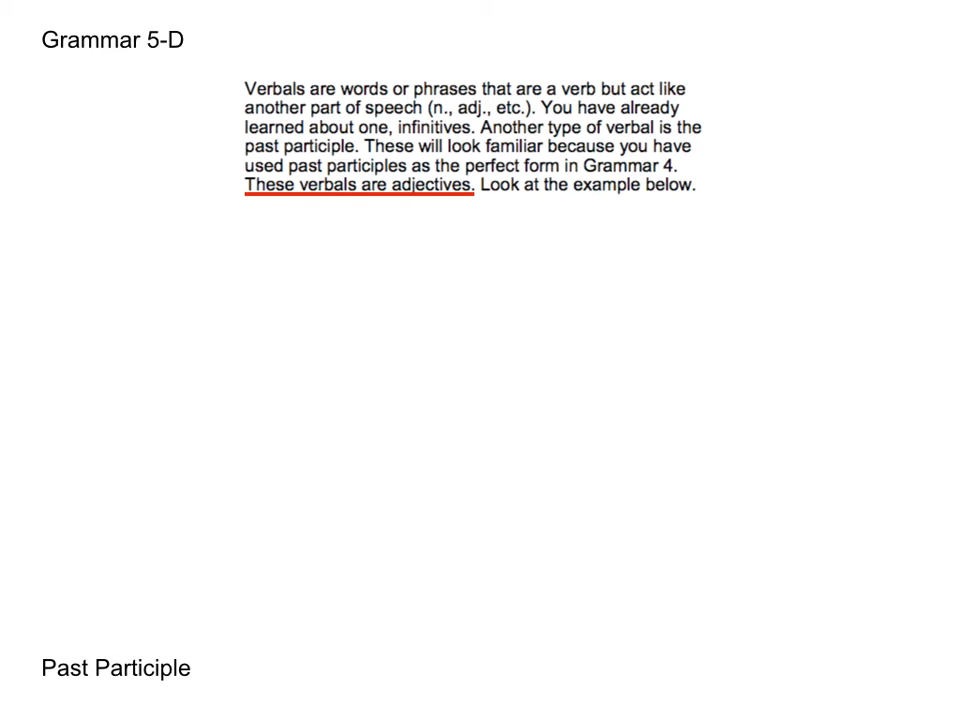 Grammar 5-D
Verbals are words or phrases that are a verb but act like
another part of speech (n., adj., etc.). You have already
learned about one, infinitives. Another type of verbal is the
past participle. These will look familiar because you have
used past participles as the perfect form in Grammar 4.
These verbals are adjectives. Look at the example below.
Past Participle